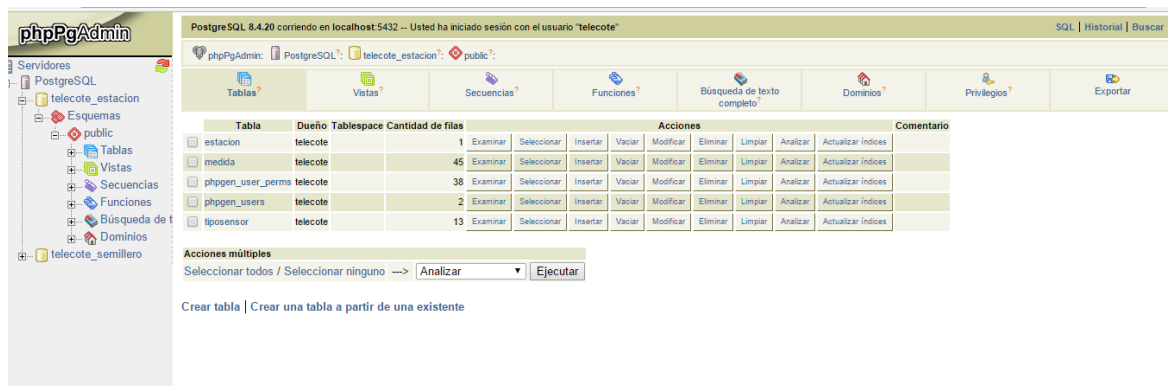 phpPgAdmin
PostgreSQL 8.4.20 corriendo en localhost:5432 -- Usted ha iniciado sesión con el usuario "telecote"
SQL | Historial | Buscar
phpPgAdmin: PostgreSQL?: telecote_estacion?: public?:
Servidores
PostgreSQL
telecote_estacion
Esquemas
public
Tablas
Vistas
Secuencias
Funciones
Búsqueda de t
Dominios
telecote_semillero
Tablas?
Vistas?
Secuencias?
Funciones?
Búsqueda de texto
completo?
Dominios?
Privilegios?
Exportar
Tabla Dueño Tablespace Cantidad de filas Acciones Comentario
estacion telecote 1 Examinar Seleccionar Insertar Vaciar Modificar Eliminar Limpiar Analizar Actualizar índices
medida telecote 45 Examinar Seleccionar Insertar Vaciar Modificar Eliminar Limpiar Analizar Actualizar índices
phpgen_user_perms telecote 38 Examinar Seleccionar Insertar Vaciar Modificar Eliminar Limpiar Analizar Actualizar índices
phpgen_users telecote 2 Examinar Seleccionar Insertar Vaciar Modificar Eliminar Limpiar Analizar Actualizar índices
tiposensor telecote 13 Examinar Seleccionar Insertar Vaciar Modificar Eliminar Limpiar Analizar Actualizar índices
Acciones múltiples
Seleccionar todos / Seleccionar ninguno ---> Analizar Ejecutar
Crear tabla | Crear una tabla a partir de una existente